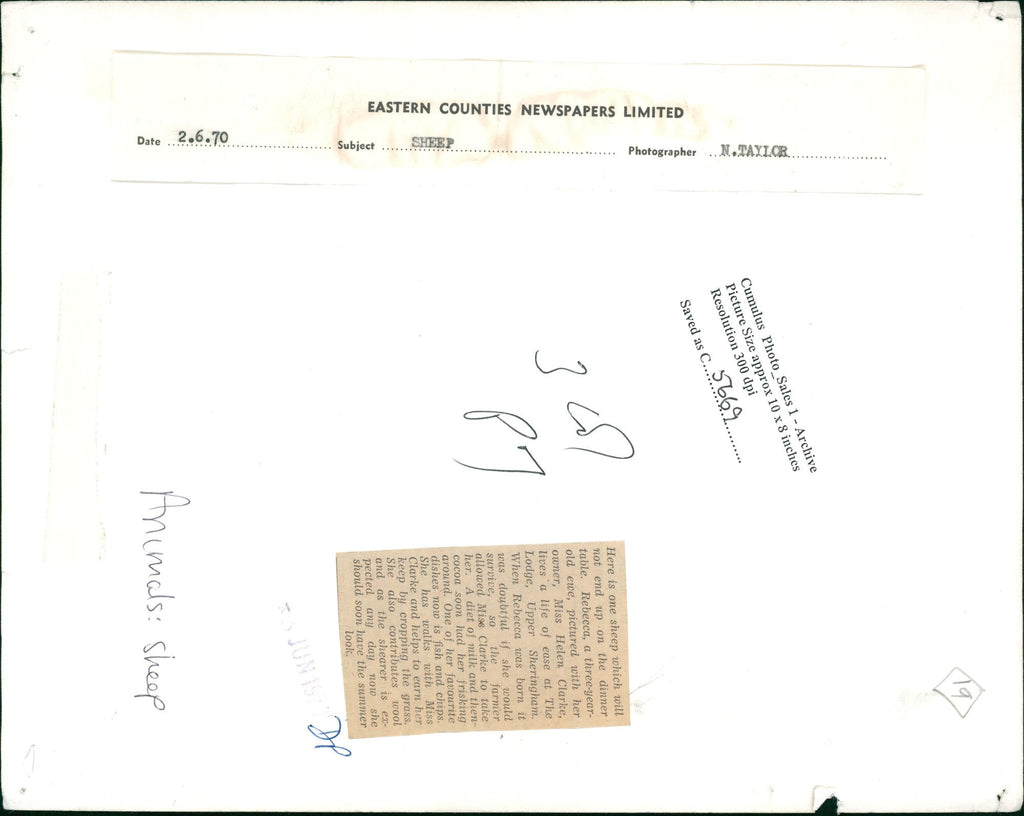 EASTERN COUNTIES NEWSPAPERS LIMITED
Date 2.6.70 Subject SHEEP Photographer N.TAYLOR
Cumulus Photo_Sales 1 - Archive
Picture Size approx 10 x 8 inches
Resolution 300 dpi
Saved as C....5669.......
Here is one sheep which will
not end up on the dinner
table. Rebecca, a three-year-
old ewe, pictured with her
owner, Miss Helen Clarke,
lives a life of ease at The
Lodge, Upper Sheringham.
When Rebecca was born it
was doubtful if she would
survive, so the farmer
allowed Miss Clarke to take
her. A diet of milk and then
cocoa soon had her frisking
around. One of her favourite
dishes now is fish and chips.
She has walks with Miss
Clarke and helps to earn her
keep by cropping the grass.
She also contributes wool
and as the shearer is ex-
pected any day now she
should soon have the summer
look.
Animals: Sheep
19